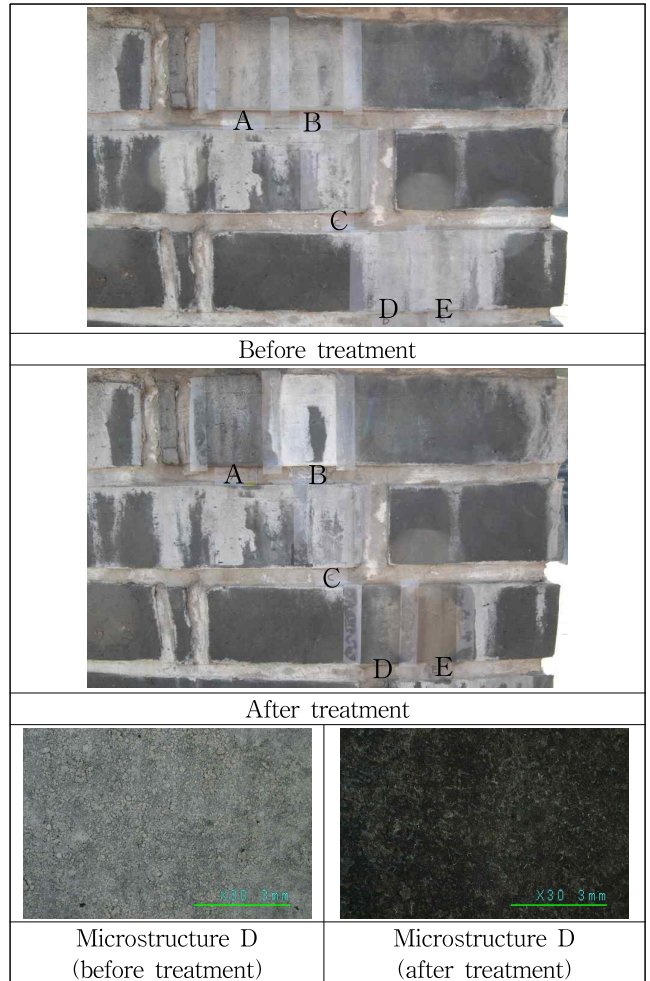 A B
C
D E
Before treatment
A B
C
D E
After treatment
X30 3mm
X30 3mm
Microstructure D
(before treatment)
Microstructure D
(after treatment)